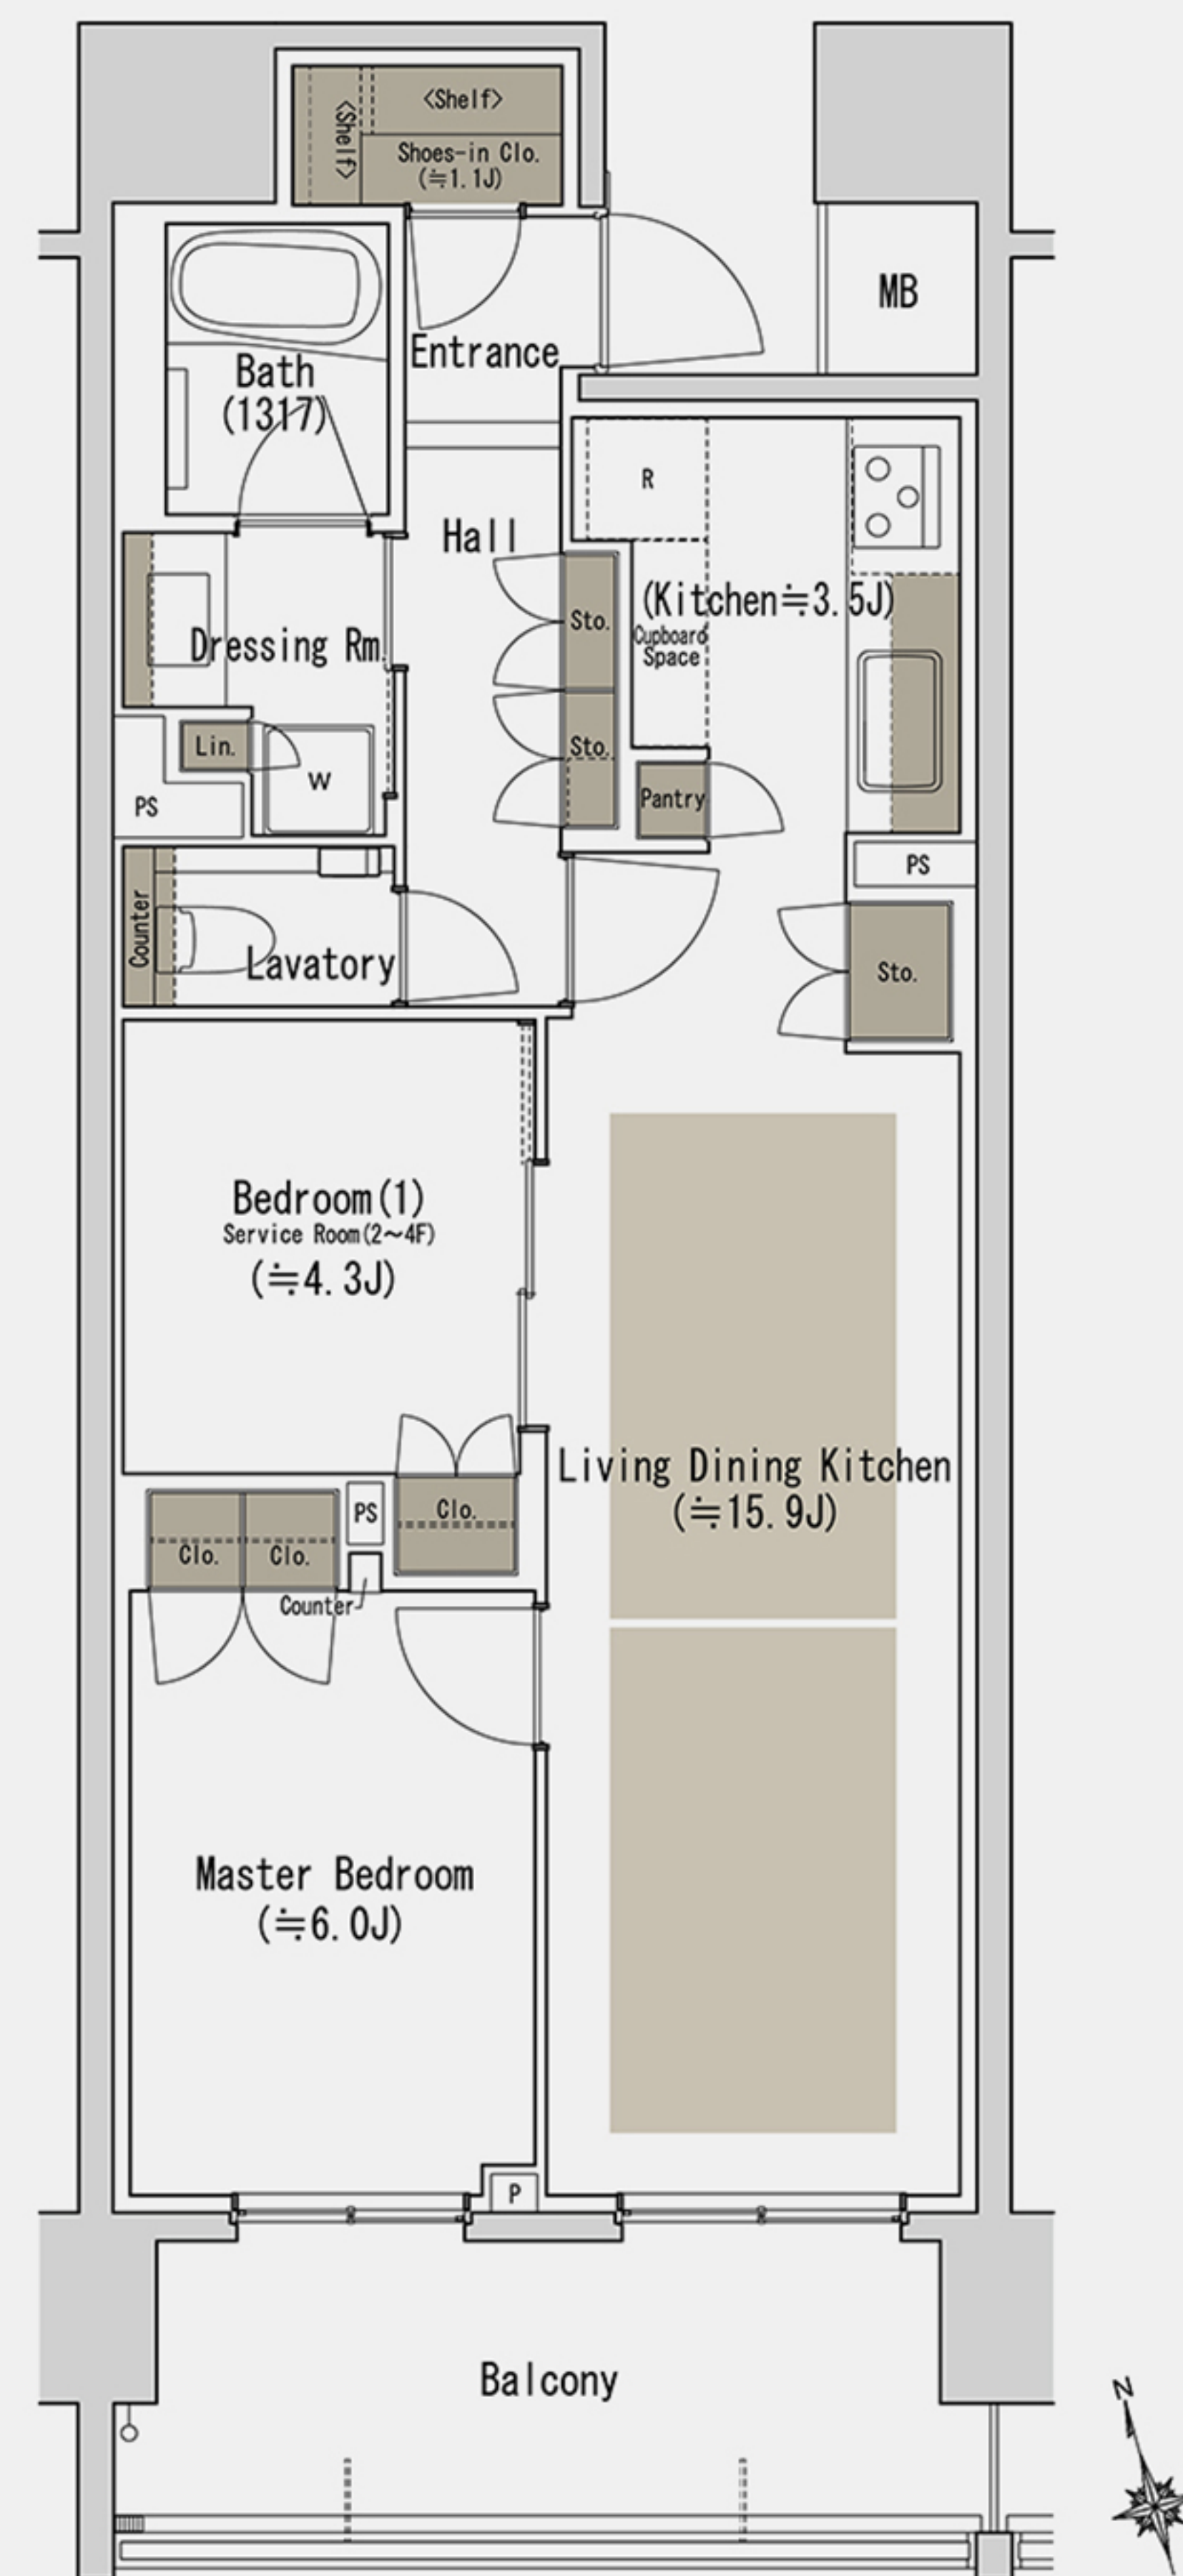 <Shelf>
<Shelf>
Shoes-in Clo.
(≒1.1J)
MB
Entrance
Bath
(1317)
R
Hall
(Kitchen≒3.5J)
Sto.
Cupboard
Space
Dressing Rm.
Lin.
Sto.
W
Pantry
PS
PS
Counter
Lavatory
Sto.
Bedroom(1)
Service Room(2～4F)
(≒4.3J)
Living Dining Kitchen
(≒15.9J)
PS
Clo.
Clo.
Clo.
Counter
Master Bedroom
(≒6.0J)
P
Balcony
N